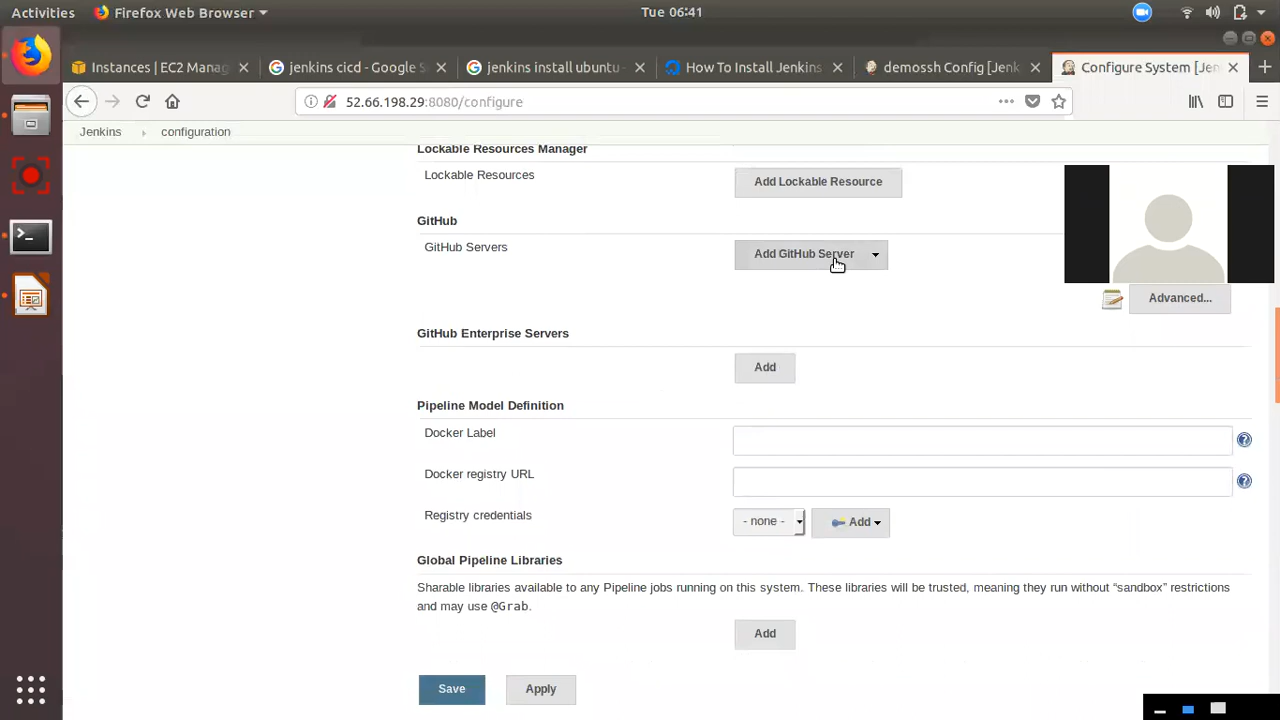 Activities
Firefox Web Browser
Tue 06:41
Instances | EC2 Manag
jenkins cicd - Google S
jenkins install ubuntu -
How To Install Jenkins
demossh Config [Jenk
Configure System [Jen
52.66.198.29:8080/configure
Jenkins
configuration
Lockable Resources Manager
Lockable Resources
Add Lockable Resource
GitHub
GitHub Servers
Add GitHub Server
Advanced...
GitHub Enterprise Servers
Add
Pipeline Model Definition
Docker Label
Docker registry URL
Registry credentials
- none -
Add
Global Pipeline Libraries
Sharable libraries available to any Pipeline jobs running on this system. These libraries will be trusted, meaning they run without “sandbox” restrictions
and may use @Grab.
Add
Save
Apply